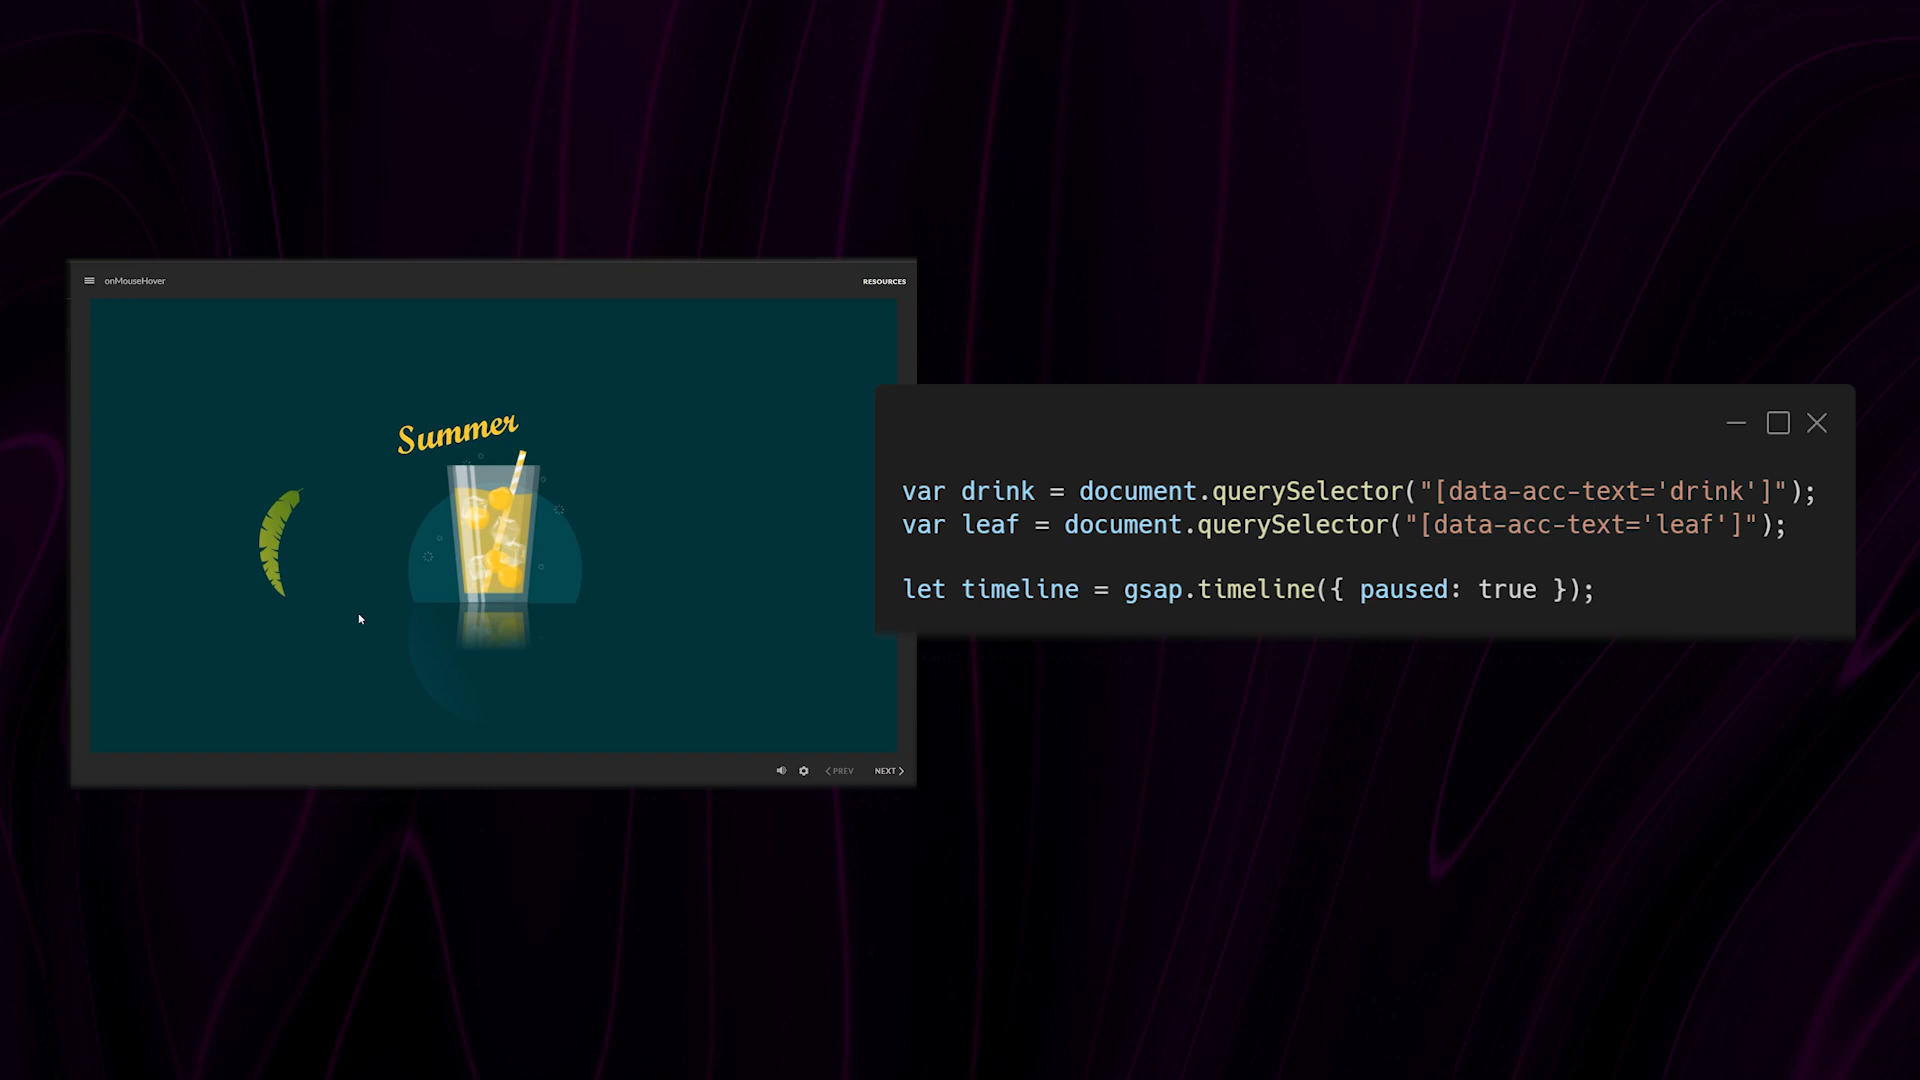 onMouseHover
RESOURCES
Summer
PREV
NEXT
var drink = document.querySelector("[data-acc-text='drink']");
var leaf = document.querySelector("[data-acc-text='leaf']");
let timeline = gsap.timeline({ paused: true });